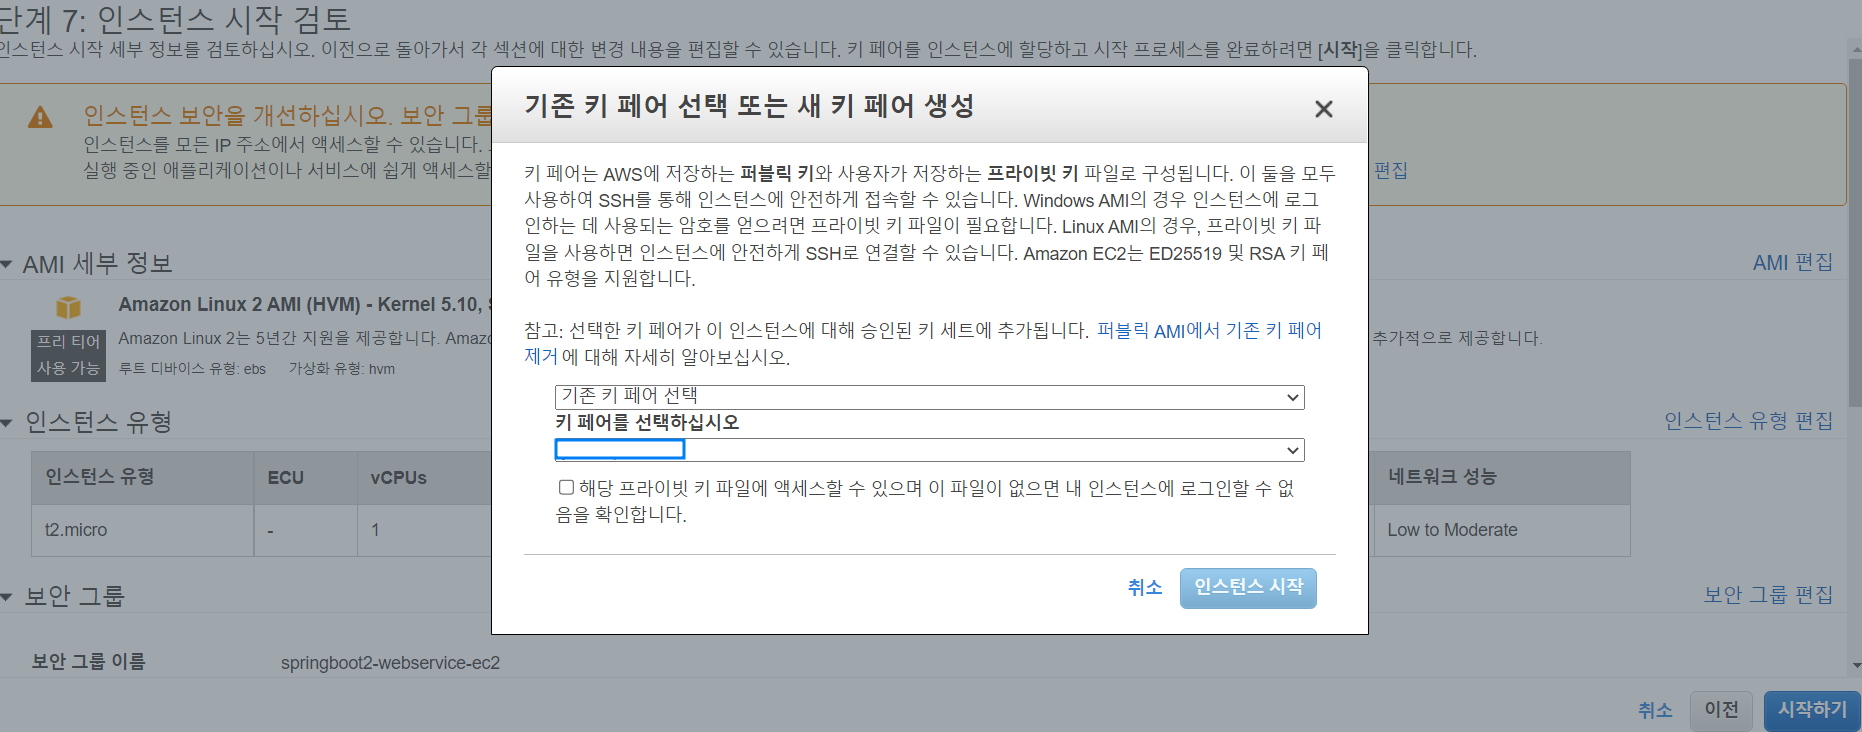 단계 7: 인스턴스 시작 검토
인스턴스 시작 세부 정보를 검토하십시오. 이전으로 돌아가서 각 섹션에 대한 변경 내용을 편집할 수 있습니다. 키 페어를 인스턴스에 할당하고 시작 프로세스를 완료하려면 [시작]을 클릭합니다.
인스턴스 보안을 개선하십시오. 보안 그룹
인스턴스를 모든 IP 주소에서 액세스할 수 있습니다.
실행 중인 애플리케이션이나 서비스에 쉽게 액세스할
편집
기존 키 페어 선택 또는 새 키 페어 생성
키 페어는 AWS에 저장하는 퍼블릭 키와 사용자가 저장하는 프라이빗 키 파일로 구성됩니다. 이 둘을 모두
사용하여 SSH를 통해 인스턴스에 안전하게 접속할 수 있습니다. Windows AMI의 경우 인스턴스에 로그
인하는 데 사용되는 암호를 얻으려면 프라이빗 키 파일이 필요합니다. Linux AMI의 경우, 프라이빗 키 파
일을 사용하면 인스턴스에 안전하게 SSH로 연결할 수 있습니다. Amazon EC2는 ED25519 및 RSA 키 페
어 유형을 지원합니다.
참고: 선택한 키 페어가 이 인스턴스에 대해 승인된 키 세트에 추가됩니다. 퍼블릭 AMI에서 기존 키 페어
제거 에 대해 자세히 알아보십시오.
기존 키 페어 선택
키 페어를 선택하십시오
해당 프라이빗 키 파일에 액세스할 수 있으며 이 파일이 없으면 내 인스턴스에 로그인할 수 없
음을 확인합니다.
취소 인스턴스 시작
AMI 세부 정보 AMI 편집
Amazon Linux 2 AMI (HVM) - Kernel 5.10,
프리 티어
사용 가능
Amazon Linux 2는 5년간 지원을 제공합니다. Amazo
추가적으로 제공합니다.
루트 디바이스 유형: ebs 가상화 유형: hvm
인스턴스 유형 인스턴스 유형 편집
인스턴스 유형 ECU vCPUs 네트워크 성능
t2.micro - 1 Low to Moderate
보안 그룹 보안 그룹 편집
보안 그룹 이름 springboot2-webservice-ec2
취소 이전 시작하기